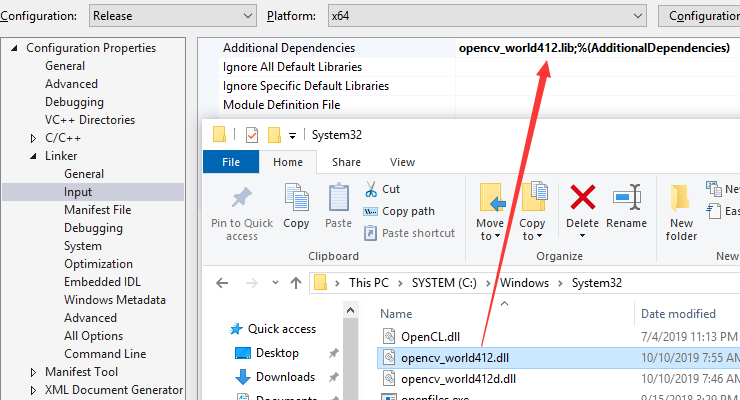 Configuration: Release Platform: x64 Configuration
Configuration Properties
General
Advanced
Debugging
VC++ Directories
C/C++
Linker
General
Input
Manifest File
Debugging
System
Optimization
Embedded IDL
Windows Metadata
Advanced
All Options
Command Line
Manifest Tool
XML Document Generator
Additional Dependencies opencv_world412.lib;%(AdditionalDependencies)
Ignore All Default Libraries
Ignore Specific Default Libraries
Module Definition File
System32
File Home Share View
Pin to Quick access
Copy
Paste
Cut
Copy path
Paste shortcut
Clipboard
Move to
Copy to
Delete
Rename
Organize
New folder
New
This PC SYSTEM (C:) Windows System32
Quick access
Desktop
Downloads
Documents
Name Date modified
OpenCL.dll 7/4/2019 11:13 PM
opencv_world412.dll 10/10/2019 7:55 AM
opencv_world412d.dll 10/10/2019 7:46 AM
openfiles.exe 9/15/2018 3:03